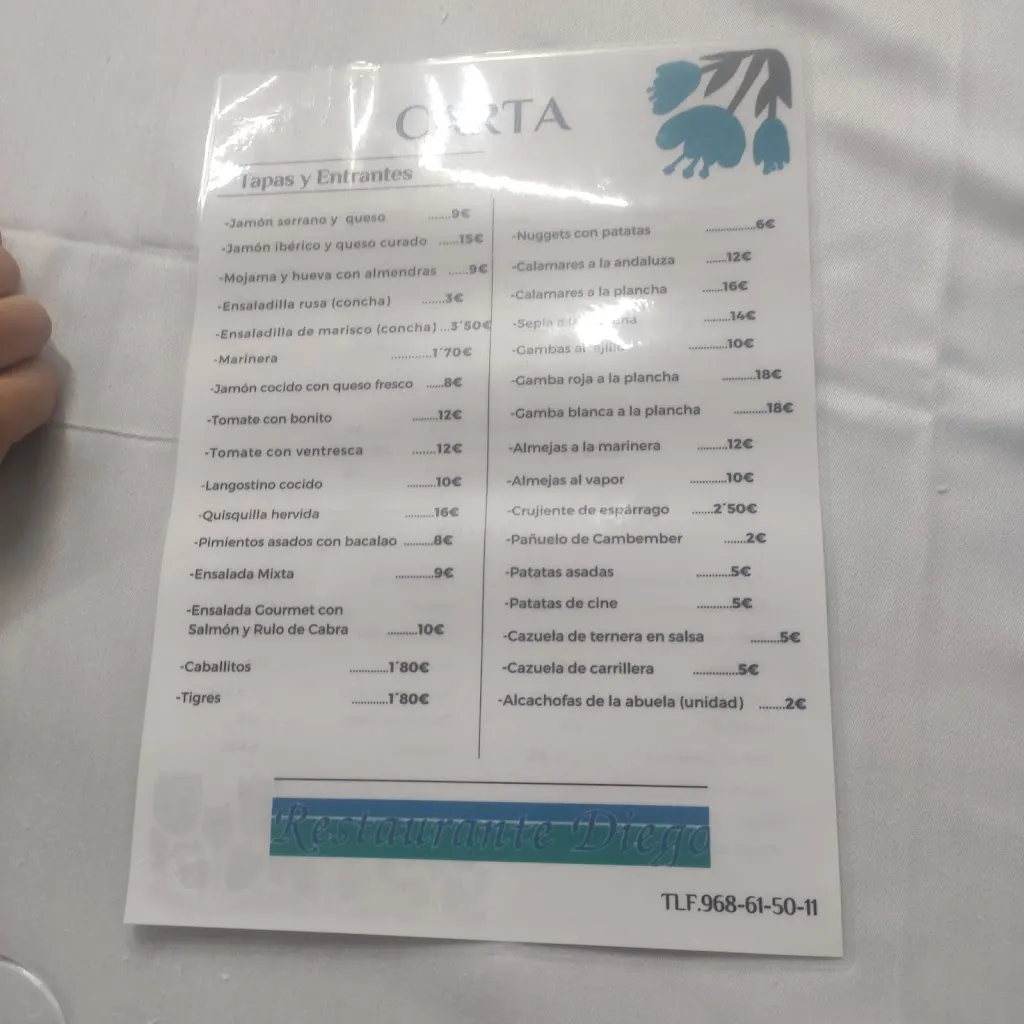 CARTA
Tapas y Entrantes
-Jamón serrano y queso .......9€
-Jamón ibérico y queso curado ......15€
-Mojama y hueva con almendras ......9€
-Ensaladilla rusa (concha) .......3€
-Ensaladilla de marisco (concha) ...3´50€
-Marinera ............1´70€
-Jamón cocido con queso fresco ......8€
-Tomate con bonito ........12€
-Tomate con ventresca .......12€
-Langostino cocido .........10€
-Quisquilla hervida .........16€
-Pimientos asados con bacalao .........8€
-Ensalada Mixta ............9€
-Ensalada Gourmet con
Salmón y Rulo de Cabra .........10€
-Caballitos ............1´80€
-Tigres ...........1´80€
-Nuggets con patatas ...............6€
-Calamares a la andaluza ......12€
-Calamares a la plancha ......16€
-Sepia a la ........14€
-Gambas al ajillo ............10€
-Gamba roja a la plancha ..........18€
-Gamba blanca a la plancha ..........18€
-Almejas a la marinera .........12€
-Almejas al vapor ...........10€
-Crujiente de espárrago ......2´50€
-Pañuelo de Cambember .......2€
-Patatas asadas ...........5€
-Patatas de cine ...........5€
-Cazuela de ternera en salsa .........5€
-Cazuela de carrillera ..............5€
-Alcachofas de la abuela (unidad) ........2€
Restaurante Diego
TLF.968-61-50-11